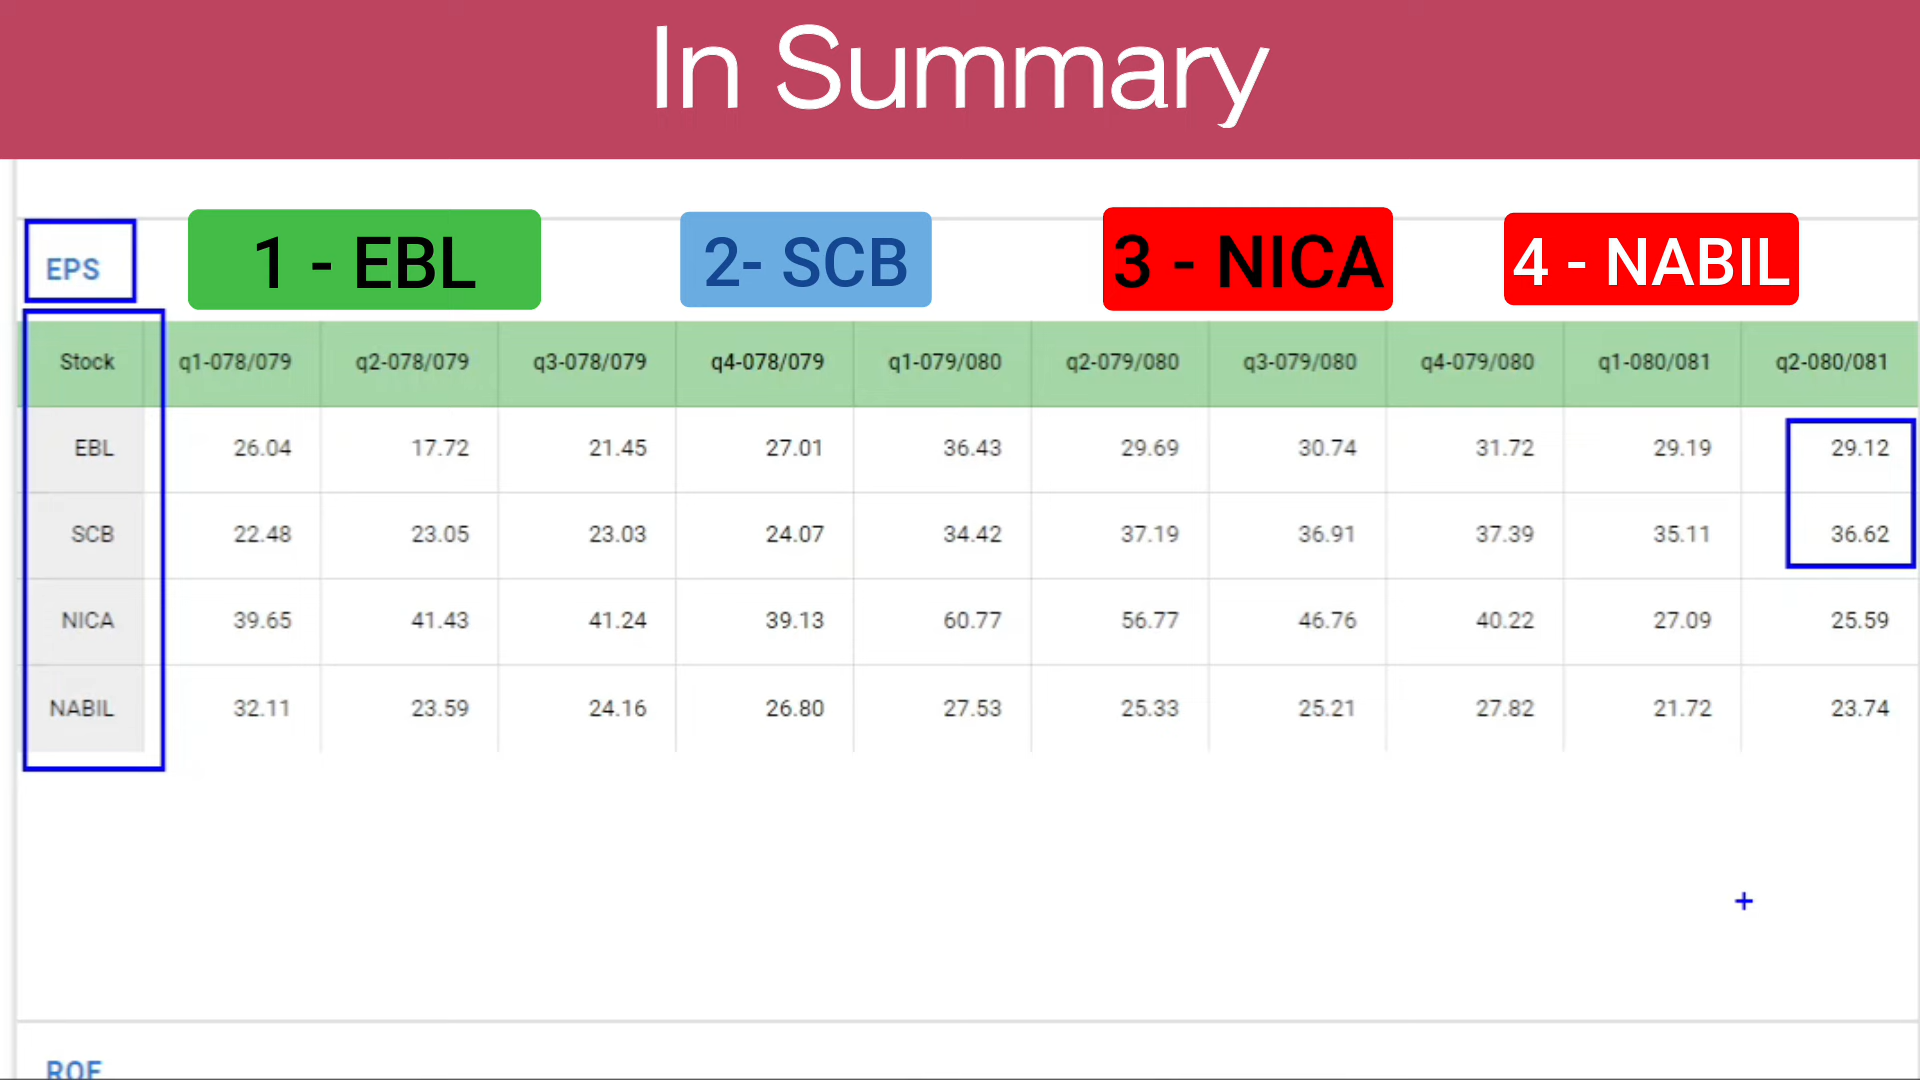 In Summary
EPS 1 - EBL 2- SCB 3 - NICA 4 - NABIL
Stock q1-078/079 q2-078/079 q3-078/079 q4-078/079 q1-079/080 q2-079/080 q3-079/080 q4-079/080 q1-080/081 q2-080/081
EBL 26.04 17.72 21.45 27.01 36.43 29.69 30.74 31.72 29.19 29.12
SCB 22.48 23.05 23.03 24.07 34.42 37.19 36.91 37.39 35.11 36.62
NICA 39.65 41.43 41.24 39.13 60.77 56.77 46.76 40.22 27.09 25.59
NABIL 32.11 23.59 24.16 26.80 27.53 25.33 25.21 27.82 21.72 23.74
ROE